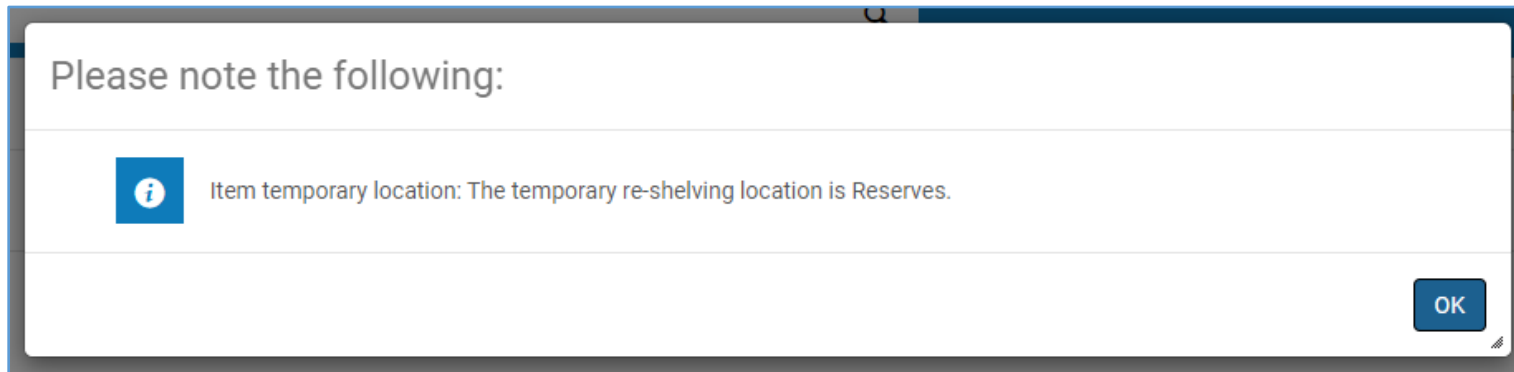 Please note the following:
Item temporary location: The temporary re-shelving location is Reserves.
OK